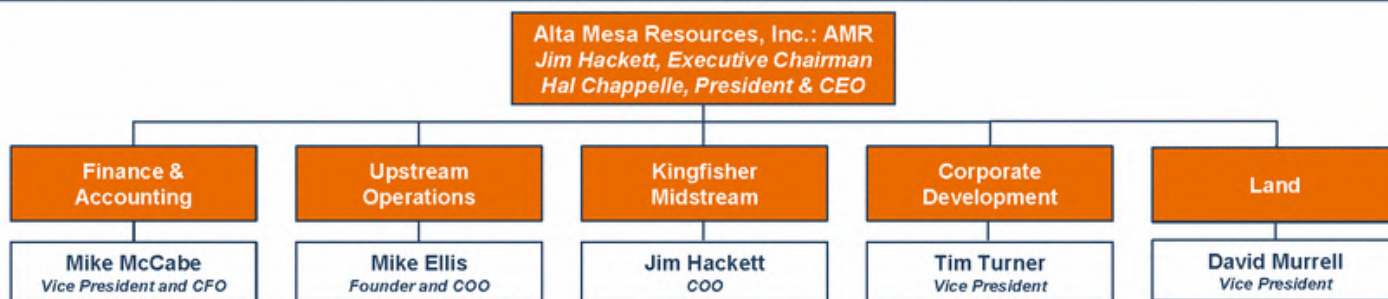 Alta Mesa Resources, Inc.: AMR
Jim Hackett, Executive Chairman
Hal Chappelle, President & CEO
Finance &
Accounting
Mike McCabe
Vice President and CFO
Upstream
Operations
Mike Ellis
Founder and COO
Kingfisher
Midstream
Jim Hackett
COO
Corporate
Development
Tim Turner
Vice President
Land
David Murrell
Vice President